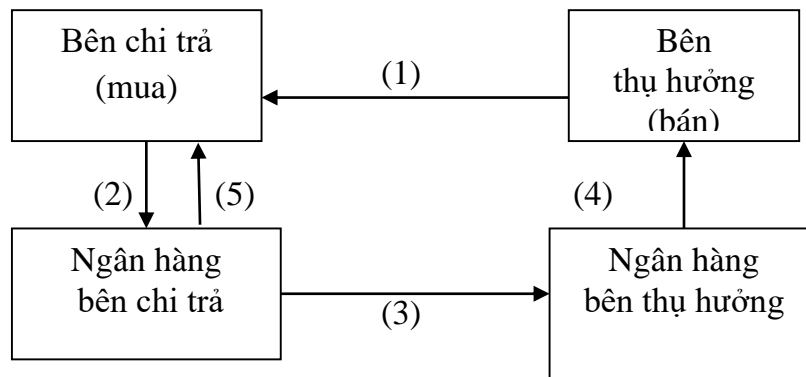 Bên chi trả
(mua)
(1)
Bên
thụ hưởng
(bán)
(2)
(5)
(4)
Ngân hàng
bên chi trả
(3)
Ngân hàng
bên thụ hưởng